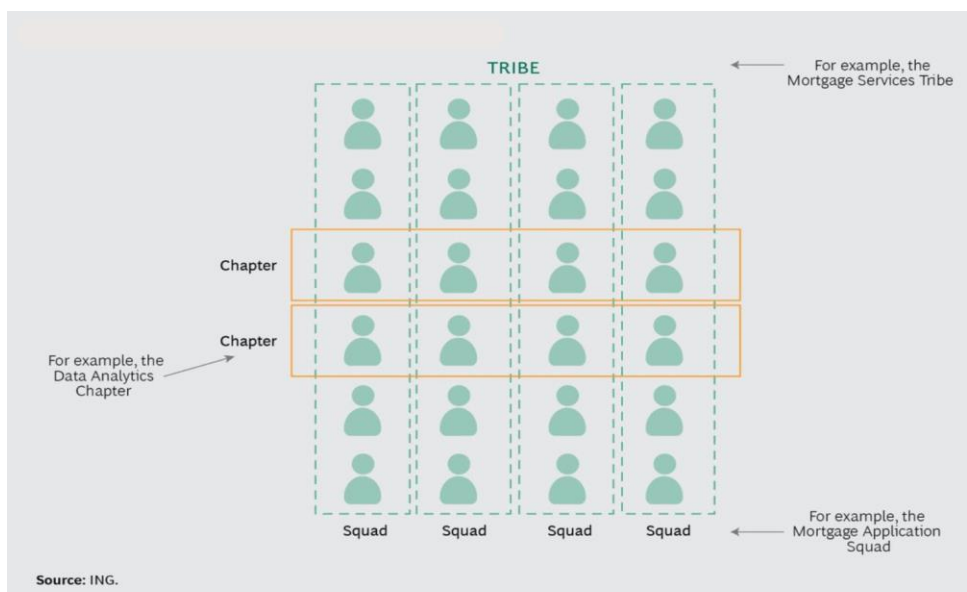 TRIBE
For example, the
Mortgage Services Tribe
Chapter
Chapter
For example, the
Data Analytics
Chapter
Squad
Squad
Squad
Squad
For example, the
Mortgage Application
Squad
Source: ING.